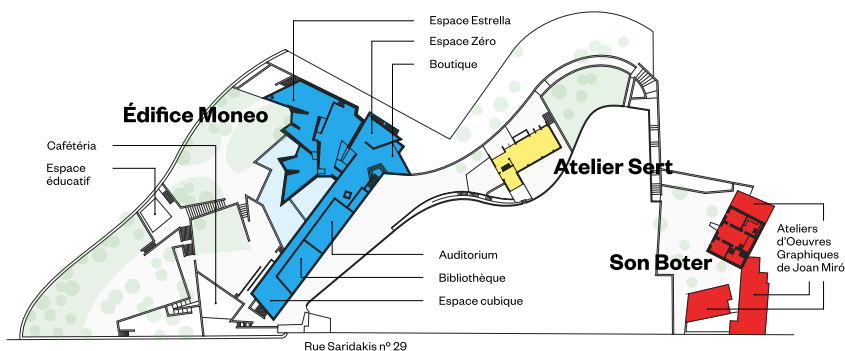 Espace Estrella
Espace Zéro
Boutique
Édifice Moneo
Cafétéria
Espace
éducatif
Atelier Sert
Ateliers
d'Oeuvres
Graphiques
de Joan Miró
Son Boter
Auditorium
Bibliothèque
Espace cubique
Rue Saridakis nº 29